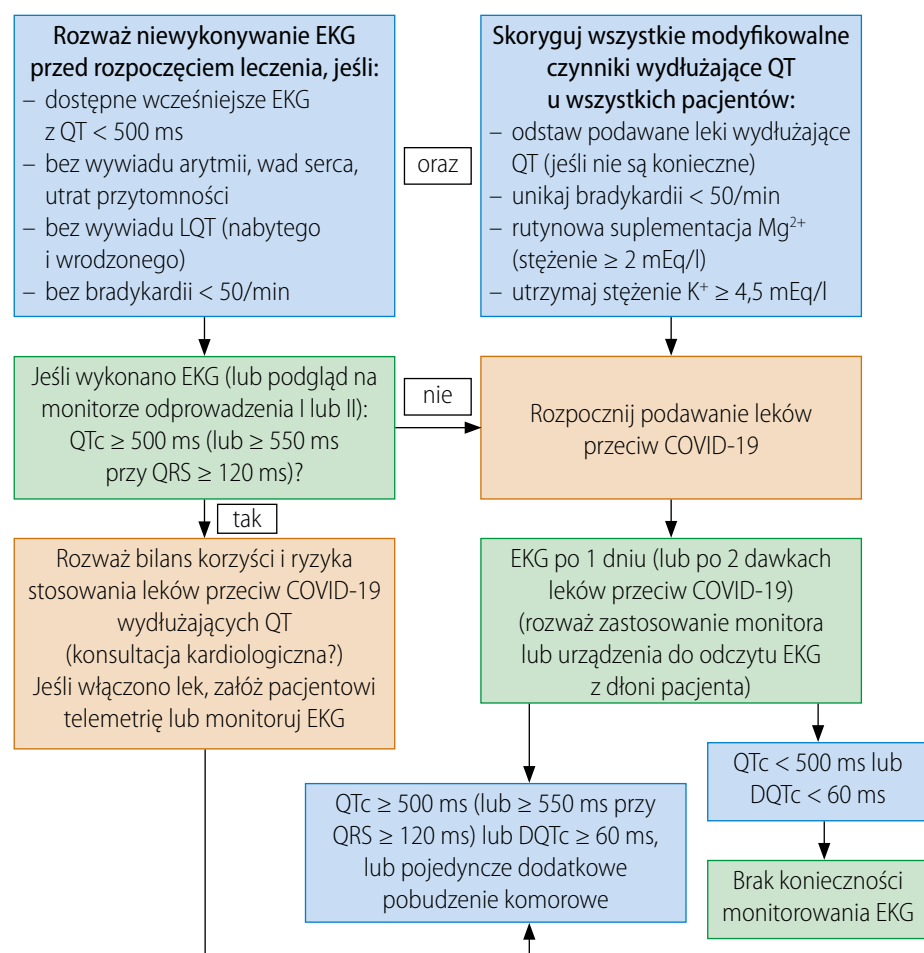 Rozważ niewykonywanie EKG
przed rozpoczęciem leczenia, jeśli:
– dostępne wcześniejsze EKG
z QT < 500 ms
– bez wywiadu arytmii, wad serca,
utrat przytomności
– bez wywiadu LQT (nabytego
i wrodzonego)
– bez bradykardii < 50/min
oraz
Skoryguj wszystkie modyfikowalne
czynniki wydłużające QT
u wszystkich pacjentów:
– odstaw podawane leki wydłużające
QT (jeśli nie są konieczne)
– unikaj bradykardii < 50/min
– rutynowa suplementacja Mg²⁺
(stężenie ≥ 2 mEq/l)
– utrzymaj stężenie K⁺ ≥ 4,5 mEq/l
Jeśli wykonano EKG (lub podgląd na
monitorze odprowadzenia I lub II):
QTc ≥ 500 ms (lub ≥ 550 ms
przy QRS ≥ 120 ms)?
nie
Rozpocznij podawanie leków
przeciw COVID-19
tak
Rozważ bilans korzyści i ryzyka
stosowania leków przeciw COVID-19
wydłużających QT
(konsultacja kardiologiczna?)
Jeśli włączono lek, załóż pacjentowi
telemetrię lub monitoruj EKG
EKG po 1 dniu (lub po 2 dawkach
leków przeciw COVID-19)
(rozważ zastosowanie monitora
lub urządzenia do odczytu EKG
z dłoni pacjenta)
QTc ≥ 500 ms (lub ≥ 550 ms przy
QRS ≥ 120 ms) lub DQTc ≥ 60 ms,
lub pojedyncze dodatkowe
pobudzenie komorowe
QTc < 500 ms lub
DQTc < 60 ms
Brak konieczności
monitorowania EKG